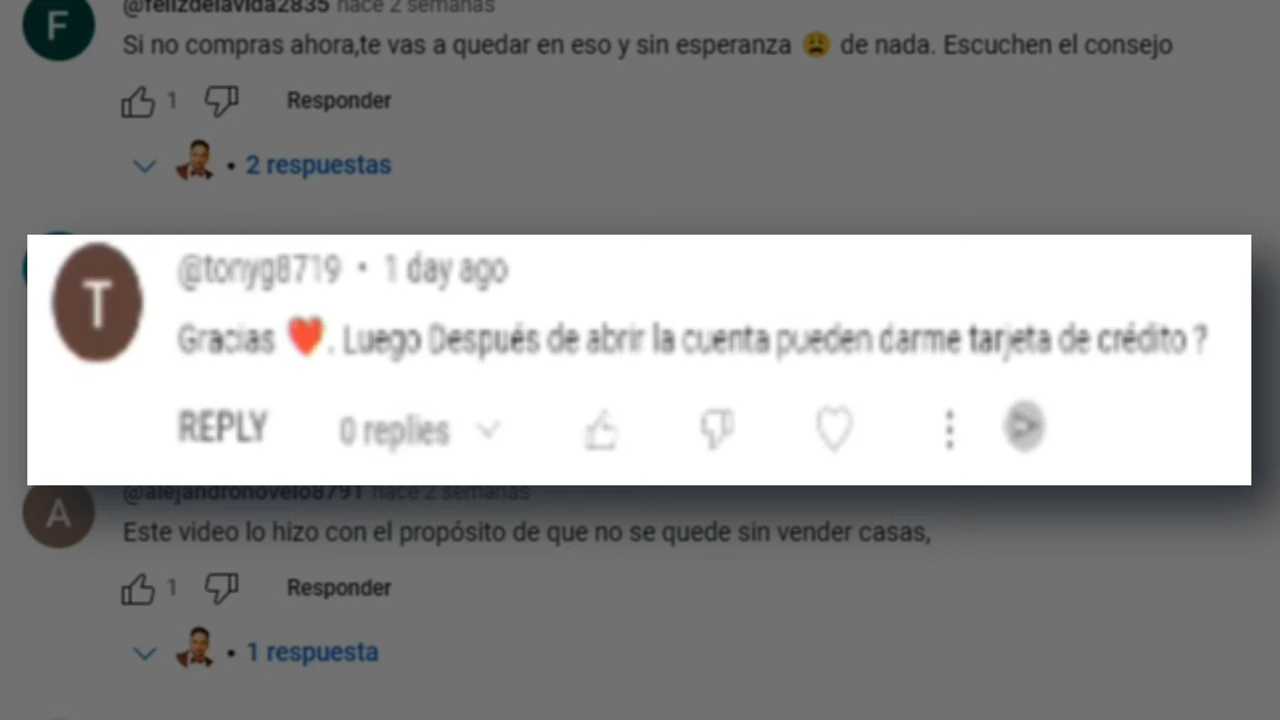 F
@felizdelavida2835 hace 2 semanas
Si no compras ahora,te vas a quedar en eso y sin esperanza 😩 de nada. Escuchen el consejo
1 Responder
• 2 respuestas
T
@tonyg8719 • 1 day ago
Gracias ❤️. Luego Después de abrir la cuenta pueden darme tarjeta de crédito ?
REPLY 0 replies
A
@alejandronovelo8791 hace 2 semanas
Este video lo hizo con el propósito de que no se quede sin vender casas,
1 Responder
• 1 respuesta